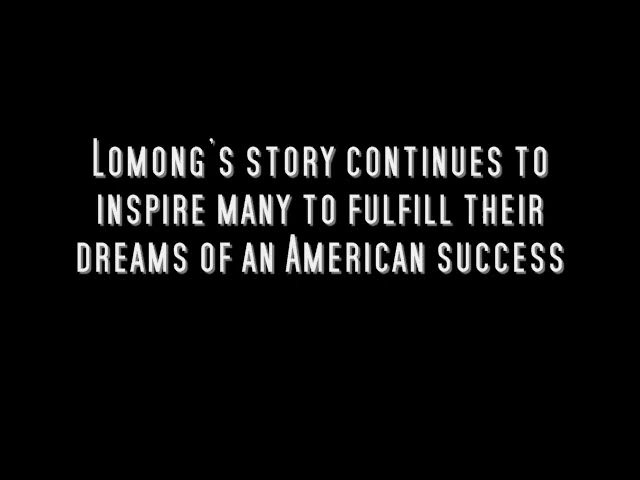 Lomong's story continues to
inspire many to fulfill their
dreams of an American success